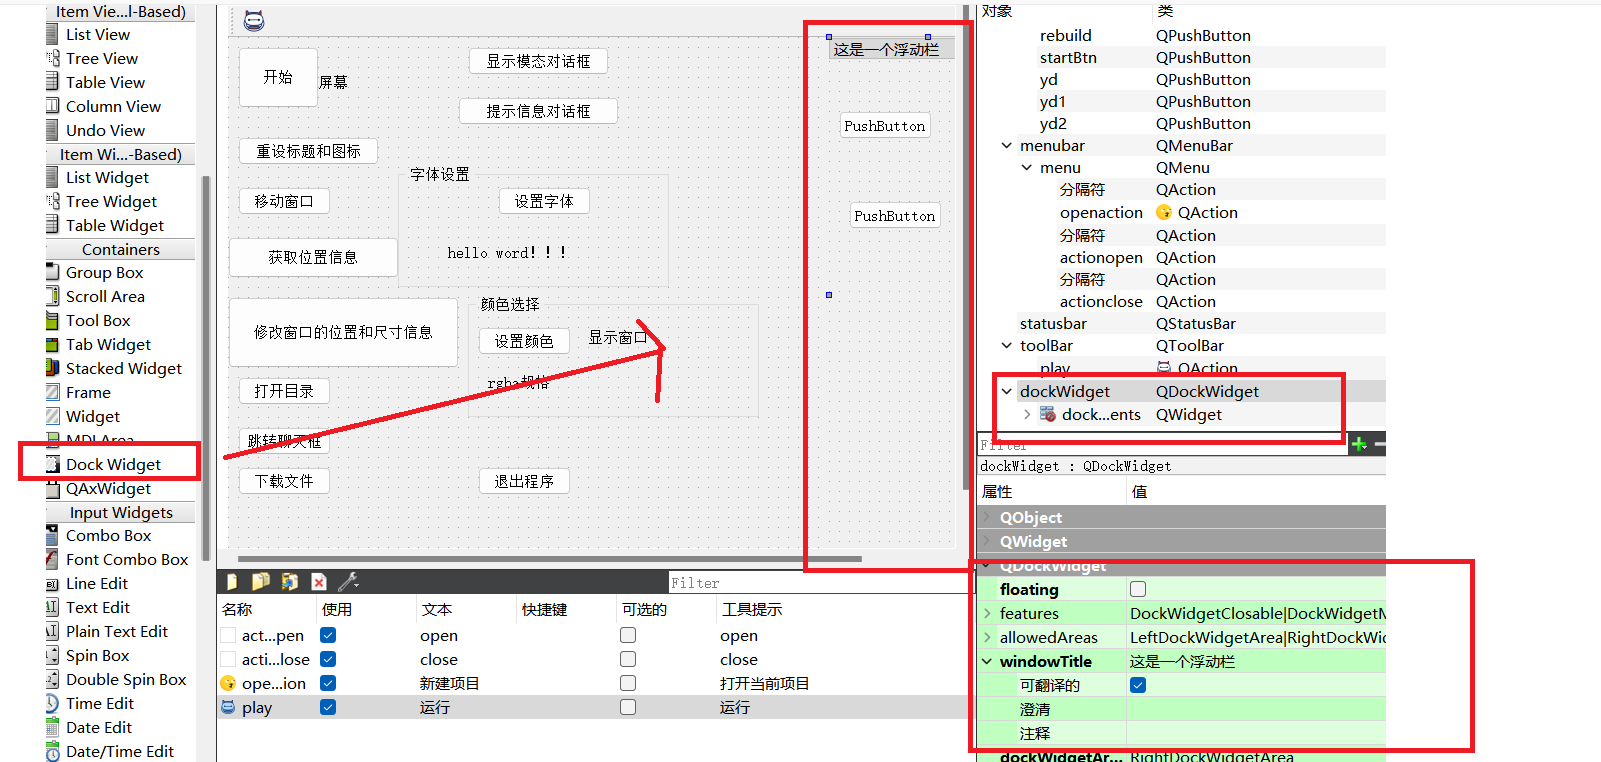 Item Vie...l-Based)
List View
Tree View
Table View
Column View
Undo View
Item Wi...-Based)
List Widget
Tree Widget
Table Widget
Containers
Group Box
Scroll Area
Tool Box
Tab Widget
Stacked Widget
Frame
Widget
MDI Area
Dock Widget
QAxWidget
Input Widgets
Combo Box
Font Combo Box
Line Edit
Text Edit
Plain Text Edit
Spin Box
Double Spin Box
Time Edit
Date Edit
Date/Time Edit
开始
屏幕
显示模态对话框
提示信息对话框
重设标题和图标
字体设置
移动窗口
设置字体
获取位置信息
hello word！！！
颜色选择
修改窗口的位置和尺寸信息
设置颜色
显示窗口
rgba规格
打开目录
跳转聊天框
下载文件
退出程序
这是一个浮动栏
PushButton
PushButton
Filter
名称 使用 文本 快捷键 可选的 工具提示
act...pen open open
acti...lose close close
ope...ion 新建项目 打开当前项目
play 运行 运行
对象 类
rebuild QPushButton
startBtn QPushButton
yd QPushButton
yd1 QPushButton
yd2 QPushButton
menubar QMenuBar
menu QMenu
分隔符 QAction
openaction QAction
分隔符 QAction
actionopen QAction
分隔符 QAction
actionclose QAction
statusbar QStatusBar
toolBar QToolBar
play QAction
dockWidget QDockWidget
dock...ents QWidget
Filter
dockWidget : QDockWidget
属性 值
QObject
QWidget
QDockWidget
floating
features DockWidgetClosable|DockWidgetM
allowedAreas LeftDockWidgetArea|RightDockWid
windowTitle 这是一个浮动栏
可翻译的
澄清
注释
dockWidgetAr... RightDockWidgetArea